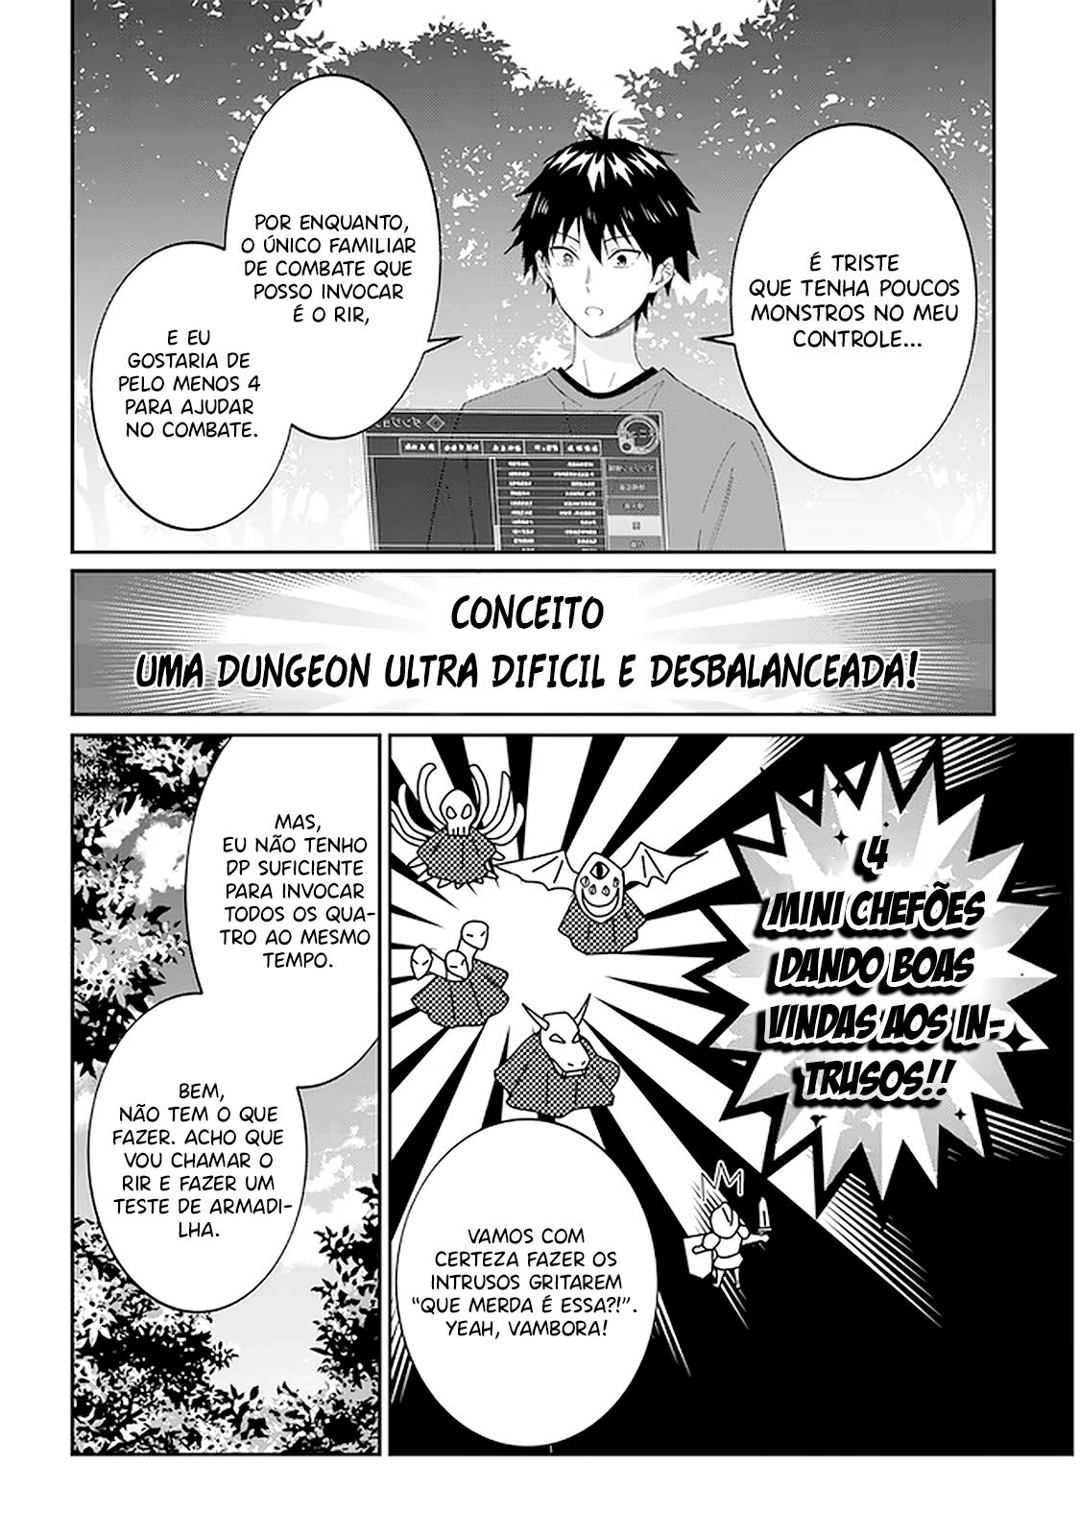 É TRISTE
QUE TENHA POUCOS
MONSTROS NO MEU
CONTROLE...
POR ENQUANTO,
O ÚNICO FAMILIAR
DE COMBATE QUE
POSSO INVOCAR
É O RIR,
E EU
GOSTARIA DE
PELO MENOS 4
PARA AJUDAR
NO COMBATE.
CONCEITO
UMA DUNGEON ULTRA DIFICIL E DESBALANCEADA!
4
MINI CHEFÕES
DANDO BOAS
VINDAS AOS IN-
TRUSOS!!
VAMOS COM
CERTEZA FAZER OS
INTRUSOS GRITAREM
“QUE MERDA É ESSA?!”.
YEAH, VAMBORA!
MAS,
EU NÃO TENHO
DP SUFICIENTE
PARA INVOCAR
TODOS OS QUA-
TRO AO MESMO
TEMPO.
BEM,
NÃO TEM O QUE
FAZER. ACHO QUE
VOU CHAMAR O
RIR E FAZER UM
TESTE DE ARMADI-
LHA.